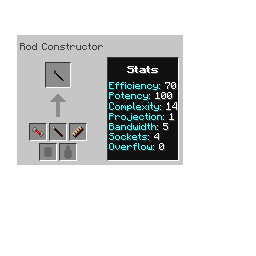 Rod Constructor
Stats
Efficiency: 70
Potency: 100
Complexity: 14
Projection: 1
Bandwidth: 5
Sockets: 4
Overflow: 0